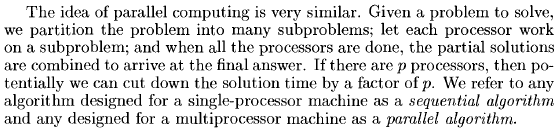 The idea of parallel computing is very similar. Given a problem to solve,
we partition the problem into many subproblems; let each processor work
on a subproblem; and when all the processors are done, the partial solutions
are combined to arrive at the final answer. If there are p processors, then po-
tentially we can cut down the solution time by a factor of p. We refer to any
algorithm designed for a single-processor machine as a sequential algorithm
and any designed for a multiprocessor machine as a parallel algorithm.